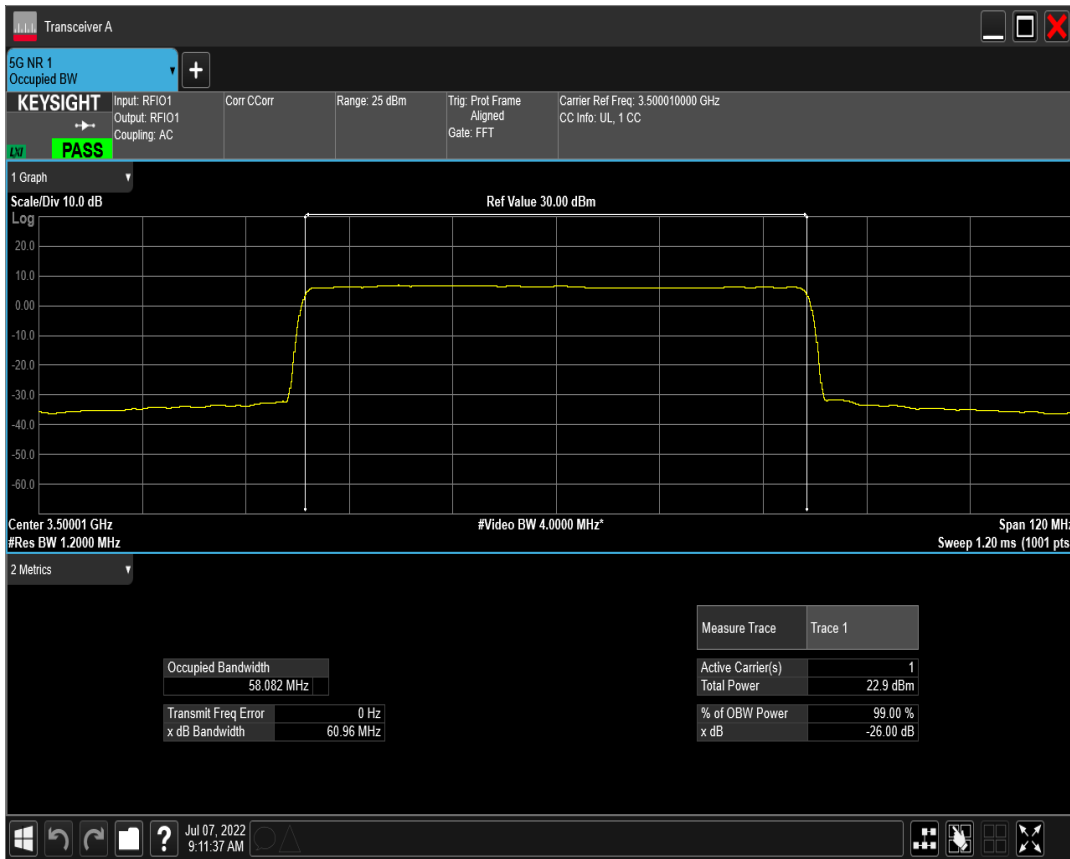 Transceiver A
5G NR 1
Occupied BW
+
KEYSIGHT
LXI
PASS
Input: RFIO1
Output: RFIO1
Coupling: AC
Corr CCorr
Range: 25 dBm
Trig: Prot Frame
Aligned
Gate: FFT
Carrier Ref Freq: 3.500010000 GHz
CC Info: UL, 1 CC
1 Graph
Scale/Div 10.0 dB
Ref Value 30.00 dBm
Log
20.0
10.0
0.00
-10.0
-20.0
-30.0
-40.0
-50.0
-60.0
Center 3.50001 GHz
#Video BW 4.0000 MHz*
Span 120 MHz
#Res BW 1.2000 MHz
Sweep 1.20 ms (1001 pts
2 Metrics
Measure Trace Trace 1
Occupied Bandwidth
58.082 MHz
Active Carrier(s) 1
Total Power 22.9 dBm
Transmit Freq Error 0 Hz
x dB Bandwidth 60.96 MHz
% of OBW Power 99.00 %
x dB -26.00 dB
?
Jul 07, 2022
9:11:37 AM